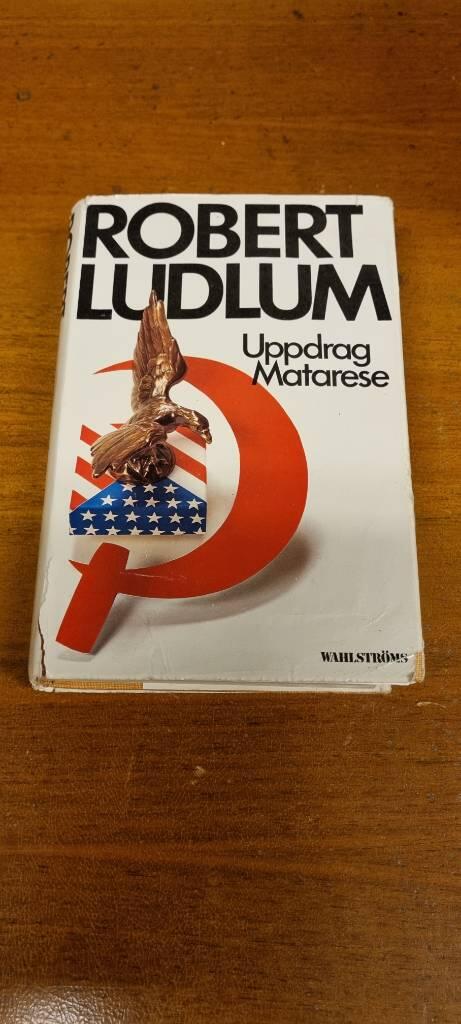 ROBERT
LUDLUM
Uppdrag
Matarese
WAHLSTRÖMS